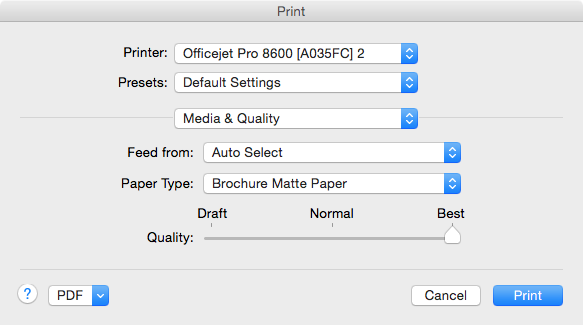 Print
Printer: Officejet Pro 8600 [A035FC] 2
Presets: Default Settings
Media & Quality
Feed from: Auto Select
Paper Type: Brochure Matte Paper
Draft Normal Best
Quality:
? PDF Cancel Print